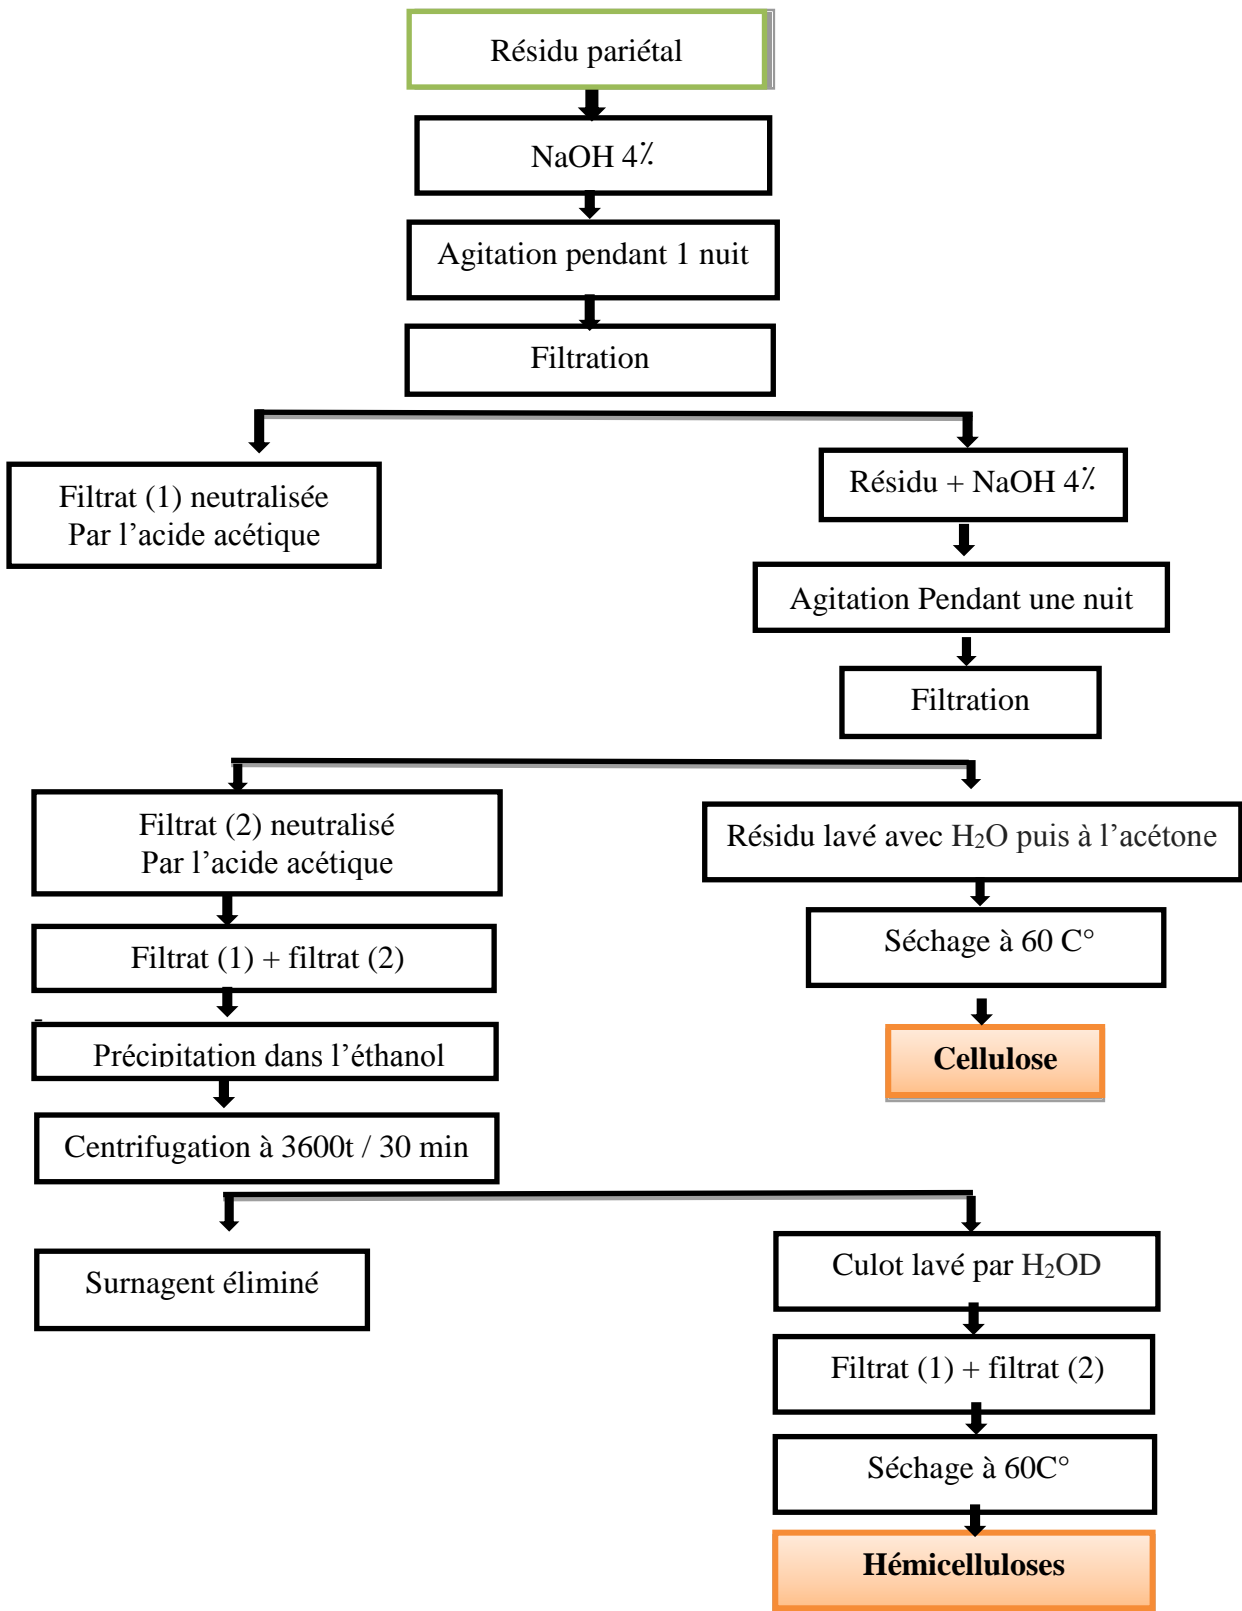 Résidu pariétal
NaOH 4٪
Agitation pendant 1 nuit
Filtration
Filtrat (1) neutralisée
Par l’acide acétique
Résidu + NaOH 4٪
Agitation Pendant une nuit
Filtration
Filtrat (2) neutralisé
Par l’acide acétique
Résidu lavé avec H₂O puis à l’acétone
Filtrat (1) + filtrat (2)
Séchage à 60 C°
Précipitation dans l’éthanol
Cellulose
Centrifugation à 3600t / 30 min
Surnagent éliminé
Culot lavé par H₂OD
Filtrat (1) + filtrat (2)
Séchage à 60C°
Hémicelluloses